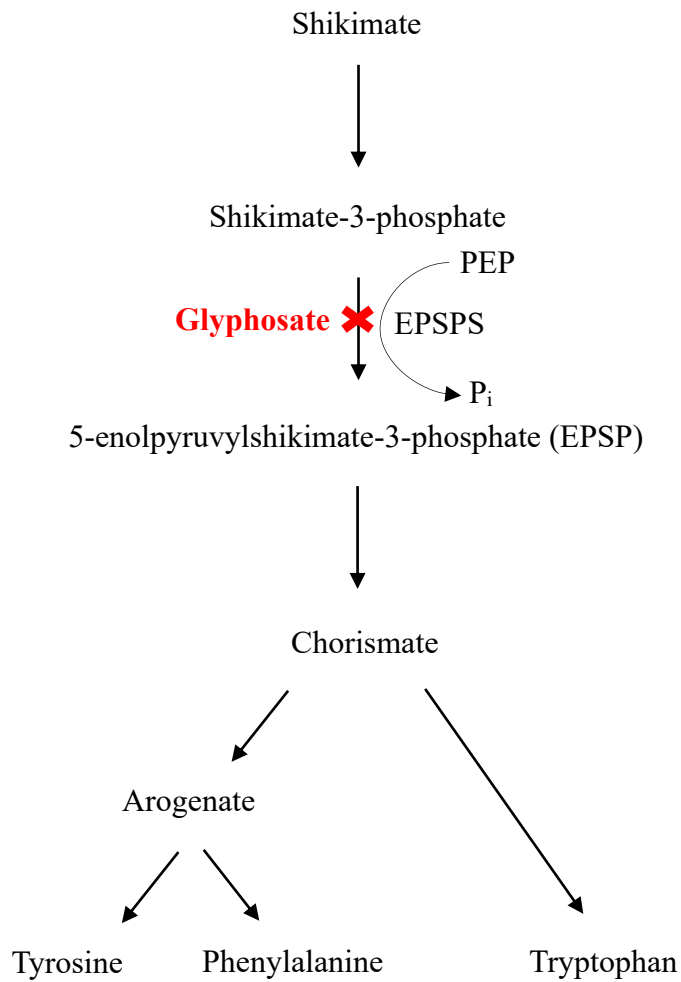 Shikimate
Shikimate-3-phosphate
PEP
Glyphosate
EPSPS
Pᵢ
5-enolpyruvylshikimate-3-phosphate (EPSP)
Chorismate
Arogenate
Tyrosine
Phenylalanine
Tryptophan